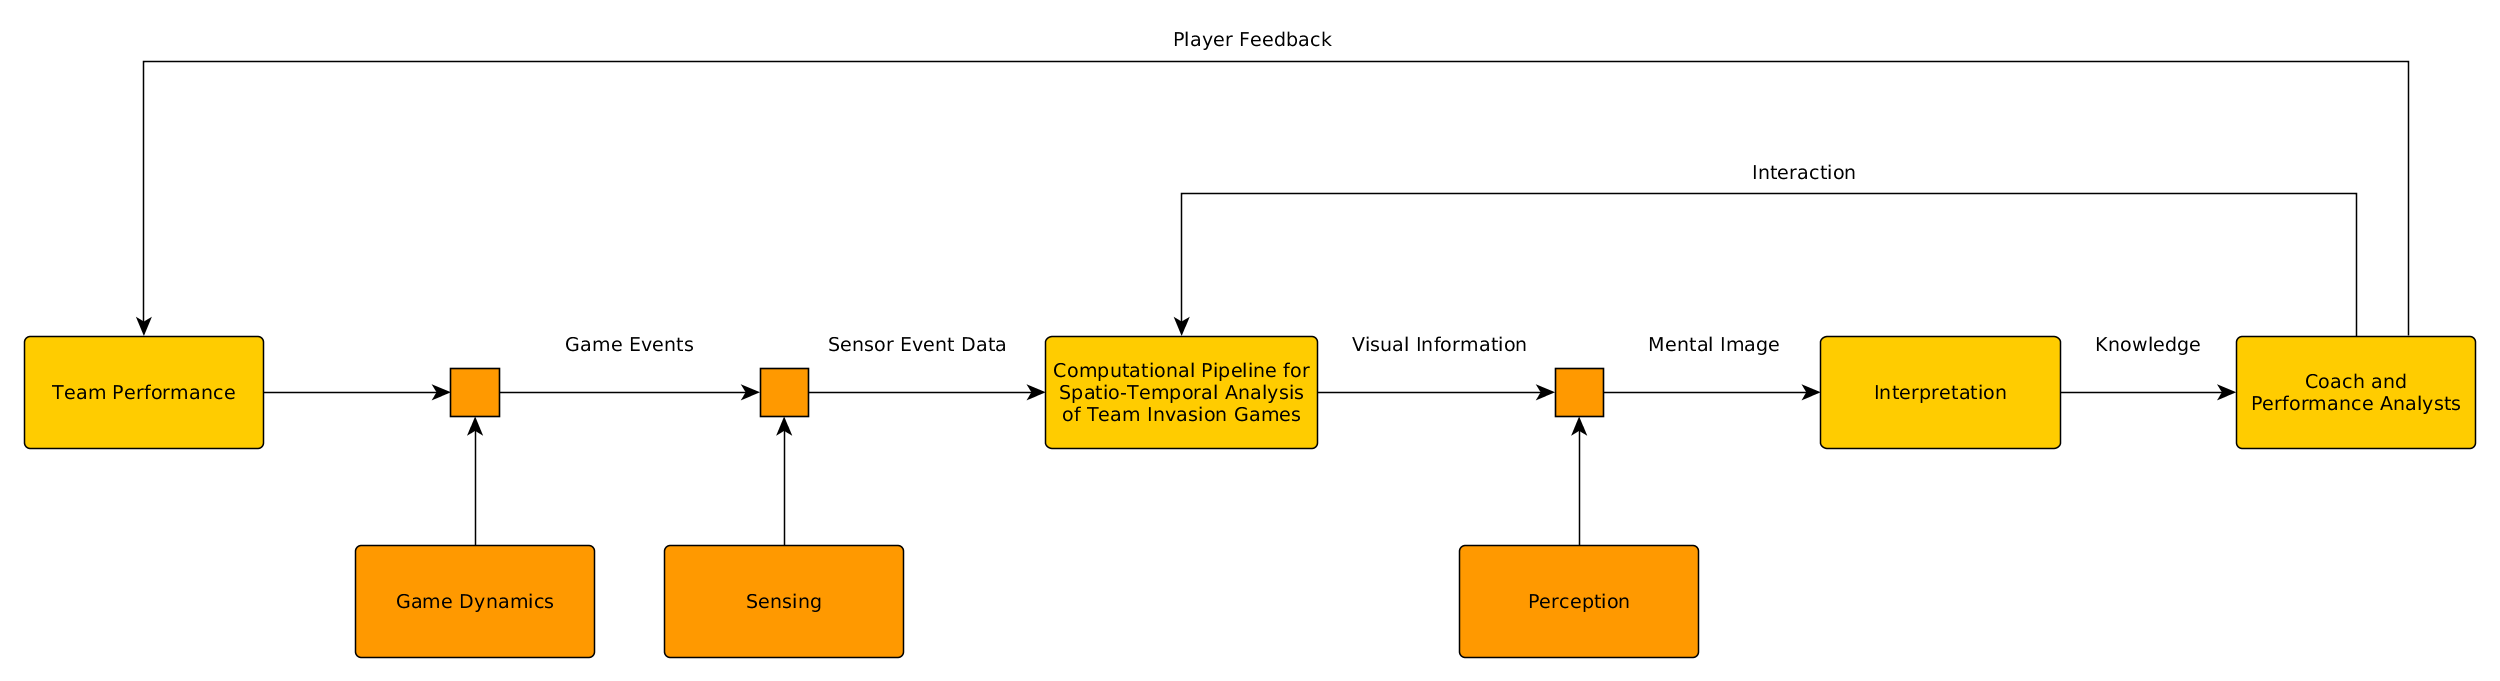 Player Feedback
Interaction
Game Events
Sensor Event Data
Visual Information
Mental Image
Knowledge
Team Performance
Computational Pipeline for
Spatio-Temporal Analysis
of Team Invasion Games
Interpretation
Coach and
Performance Analysts
Game Dynamics
Sensing
Perception